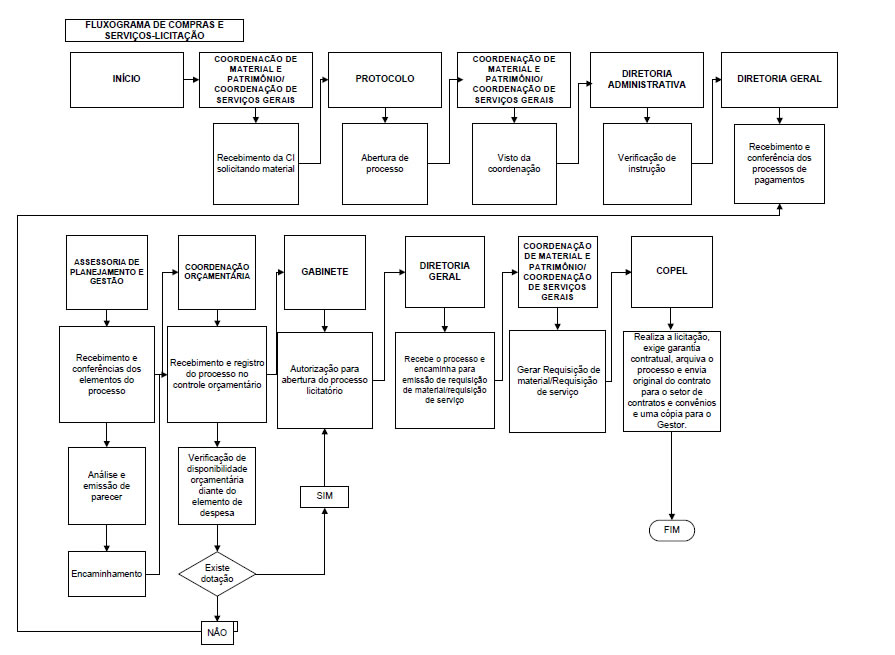 FLUXOGRAMA DE COMPRAS E
SERVIÇOS-LICITAÇÃO
INÍCIO
COORDENAÇÃO DE
MATERIAL E
PATRIMÔNIO/
COORDENAÇÃO DE
SERVIÇOS GERAIS
PROTOCOLO
COORDENAÇÃO DE
MATERIAL E
PATRIMÔNIO/
COORDENAÇÃO DE
SERVIÇOS GERAIS
DIRETORIA
ADMINISTRATIVA
DIRETORIA GERAL
Recebimento da CI
solicitando material
Abertura de
processo
Visto da
coordenação
Verificação de
instrução
Recebimento e
conferência dos
processos de
pagamentos
ASSESSORIA DE
PLANEJAMENTO E
GESTÃO
COORDENAÇÃO
ORÇAMENTÁRIA
GABINETE
DIRETORIA
GERAL
COORDENAÇÃO
DE MATERIAL E
PATRIMÔNIO/
COORDENAÇÃO
DE SERVIÇOS
GERAIS
COPEL
Recebimento e
conferências dos
elementos do
processo
Recebimento e registro
do processo no
controle orçamentário
Autorização para
abertura do processo
licitatório
Recebe o processo e
encaminha para
emissão de requisição
de material/requisição
de serviço
Gerar Requisição de
material/Requisição
de serviço
Realiza a licitação,
exige garantia
contratual, arquiva o
processo e envia
original do contrato
para o setor de
contratos e convênios
e uma cópia para o
Gestor.
Análise e
emissão de
parecer
Verificação de
disponibilidade
orçamentária
diante do
elemento de
despesa
SIM
FIM
Encaminhamento
Existe
dotação
NÃO